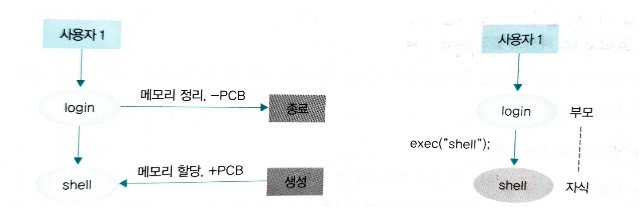 사용자 1
login
메모리 정리, -PCB
종료
shell
메모리 할당, +PCB
생성
사용자 1
login
부모
exec("shell");
shell
자식